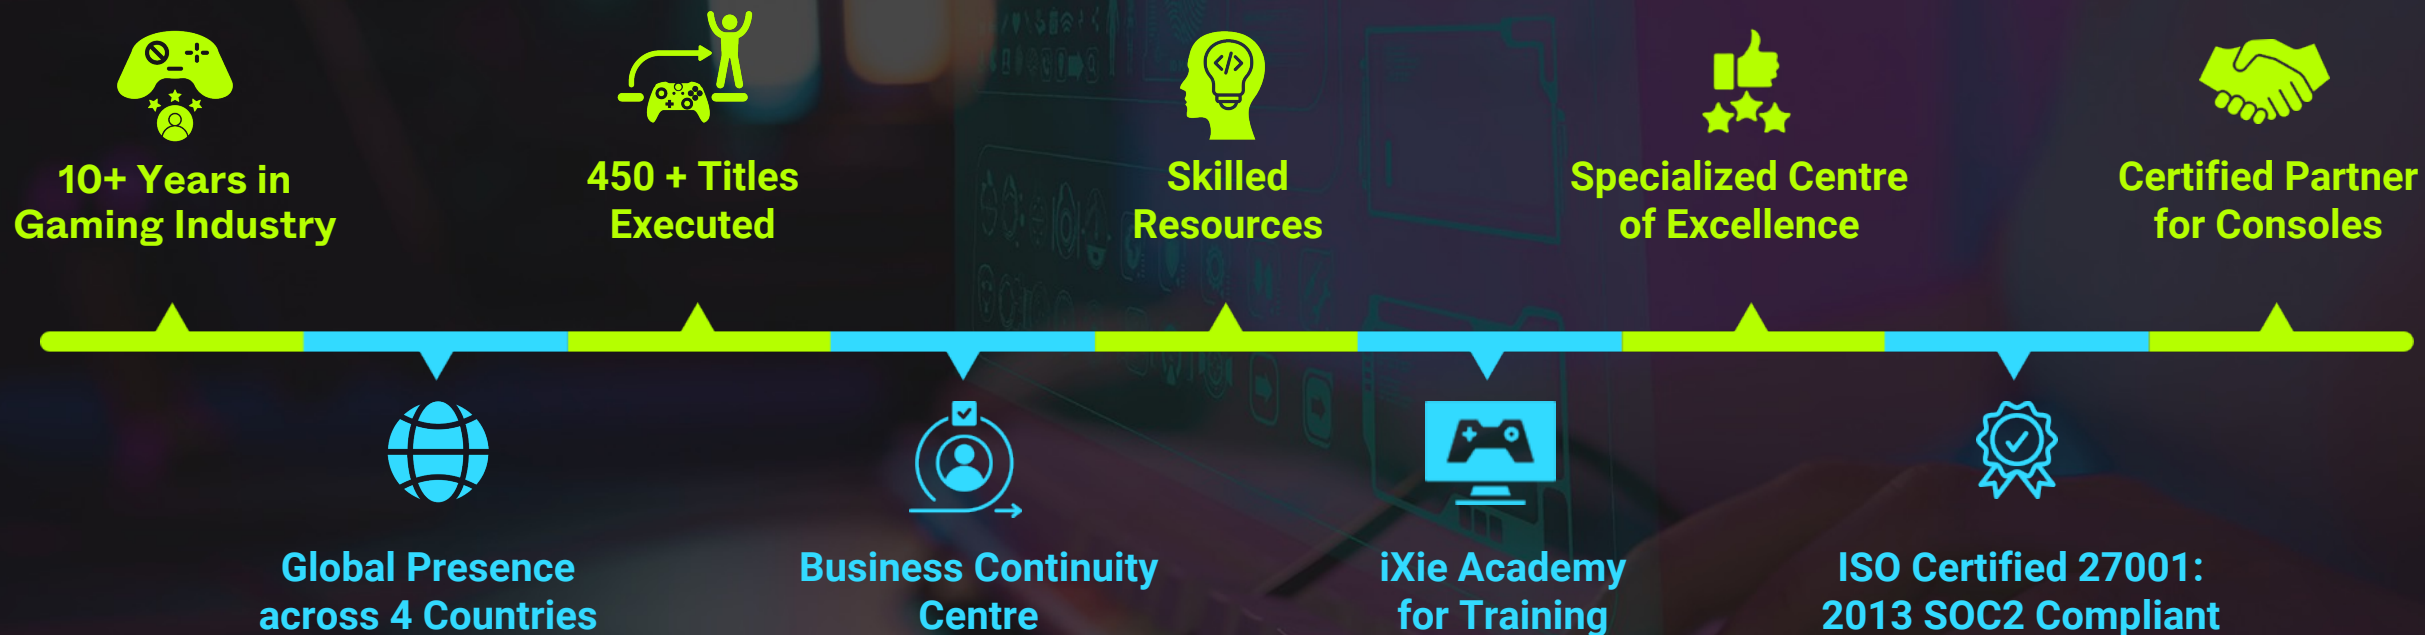 10+ Years in
Gaming Industry
450 + Titles
Executed
Skilled
Resources
Specialized Centre
of Excellence
Certified Partner
for Consoles
Global Presence
across 4 Countries
Business Continuity
Centre
iXie Academy
for Training
ISO Certified 27001:
2013 SOC2 Compliant